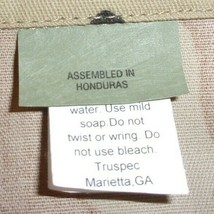 ASSEMBLED IN
HONDURAS
water. Use mild
soap.Do not
twist or wring. Do
not use bleach.
Truspec
Marietta,GA